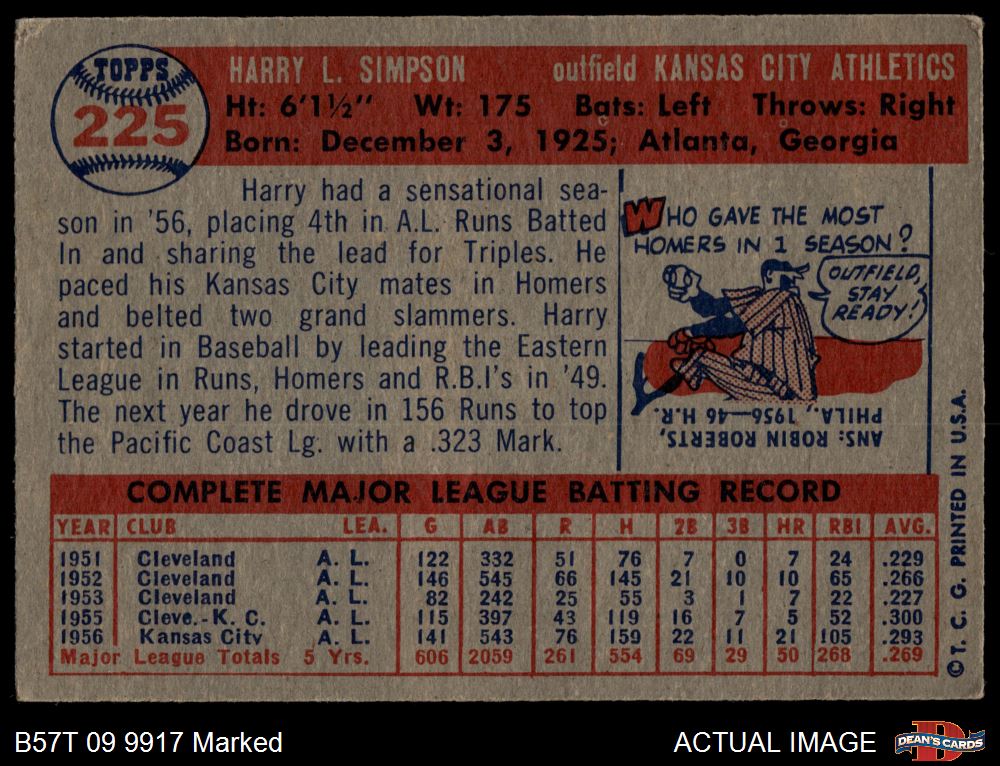 TOPPS
225
HARRY L. SIMPSON outfield KANSAS CITY ATHLETICS
Ht: 6'1½" Wt: 175 Bats: Left Throws: Right
Born: December 3, 1925; Atlanta, Georgia
Harry had a sensational sea-
son in '56, placing 4th in A.L. Runs Batted
In and sharing the lead for Triples. He
paced his Kansas City mates in Homers
and belted two grand slammers. Harry
started in Baseball by leading the Eastern
League in Runs, Homers and R.B.I's in '49.
The next year he drove in 156 Runs to top
the Pacific Coast Lg. with a .323 Mark.
WHO GAVE THE MOST
HOMERS IN 1 SEASON?
OUTFIELD,
STAY
READY!
ANS: ROBIN ROBERTS,
PHILA., 1956—46 H.R.
COMPLETE MAJOR LEAGUE BATTING RECORD
YEAR CLUB LEA. G AB R H 2B 3B HR RBI AVG.
1951 Cleveland A. L. 122 332 51 76 7 0 7 24 .229
1952 Cleveland A. L. 146 545 66 145 21 10 10 65 .266
1953 Cleveland A. L. 82 242 25 55 3 1 7 22 .227
1955 Cleve.-K. C. A. L. 115 397 43 119 16 7 5 52 .300
1956 Kansas City A. L. 141 543 76 159 22 11 21 105 .293
Major League Totals 5 Yrs. 606 2059 261 554 69 29 50 268 .269
© T. C. G. PRINTED IN U.S.A.
B57T 09 9917 Marked
ACTUAL IMAGE
DEAN'S CARDS